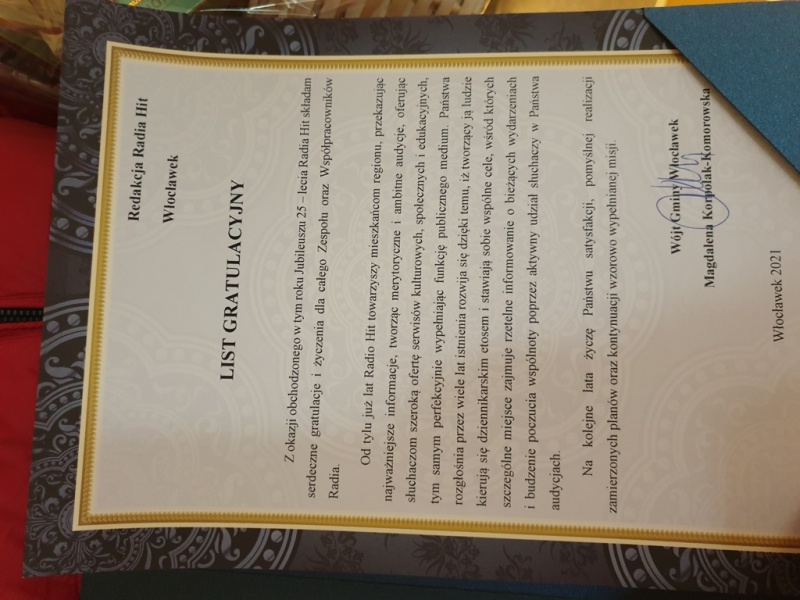 Redakcja Radia Hit
Włocławek
LIST GRATULACYJNY
Z okazji obchodzonego w tym roku Jubileuszu 25 – lecia Radia Hit składam
serdeczne gratulacje i życzenia dla całego Zespołu oraz Współpracowników
Radia.
Od tylu już lat Radio Hit towarzyszy mieszkańcom regionu, przekazując
najważniejsze informacje, tworząc merytoryczne i ambitne audycje, oferując
słuchaczom szeroką ofertę serwisów kulturowych, społecznych i edukacyjnych,
tym samym perfekcyjnie wypełniając funkcję publicznego medium. Państwa
rozgłośnia przez wiele lat istnienia rozwija się dzięki temu, iż tworzący ją ludzie
kierują się dziennikarskim etosem i stawiają sobie wspólne cele, wśród których
szczególne miejsce zajmuje rzetelne informowanie o bieżących wydarzeniach
i budzenie poczucia wspólnoty poprzez aktywny udział słuchaczy w Państwa
audycjach.
Na kolejne lata życzę Państwu satysfakcji, pomyślnej realizacji
zamierzonych planów oraz kontynuacji wzorowo wypełnianej misji.
Wójt Gminy Włocławek
Magdalena Korpolak-Komorowska
Włocławek 2021